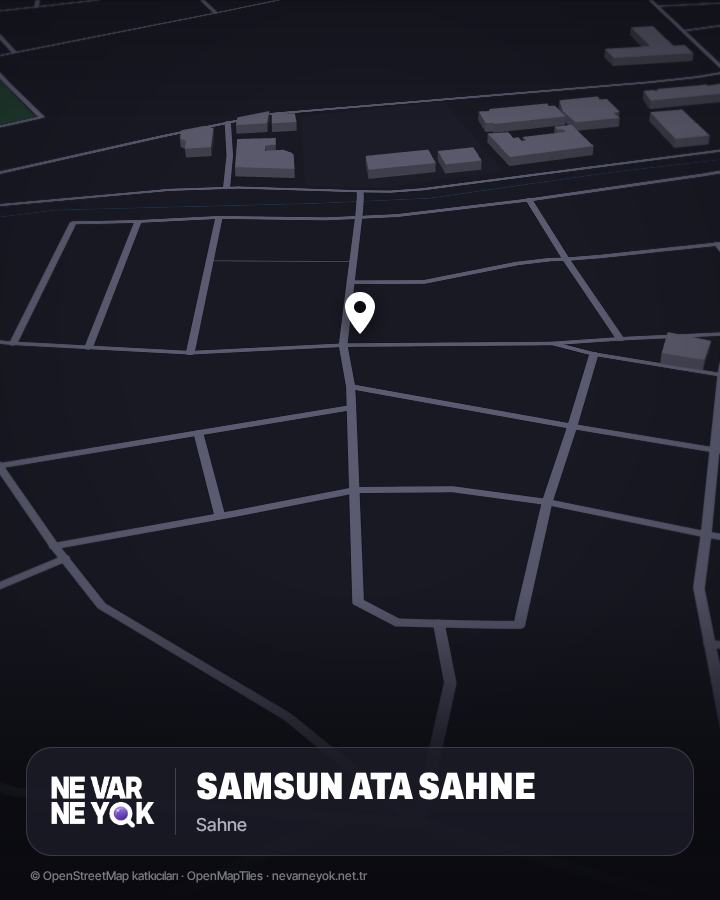 NE VAR
NE YOK
SAMSUN ATA SAHNE
Sahne
© OpenStreetMap katkıcıları · OpenMapTiles · nevarneyok.net.tr